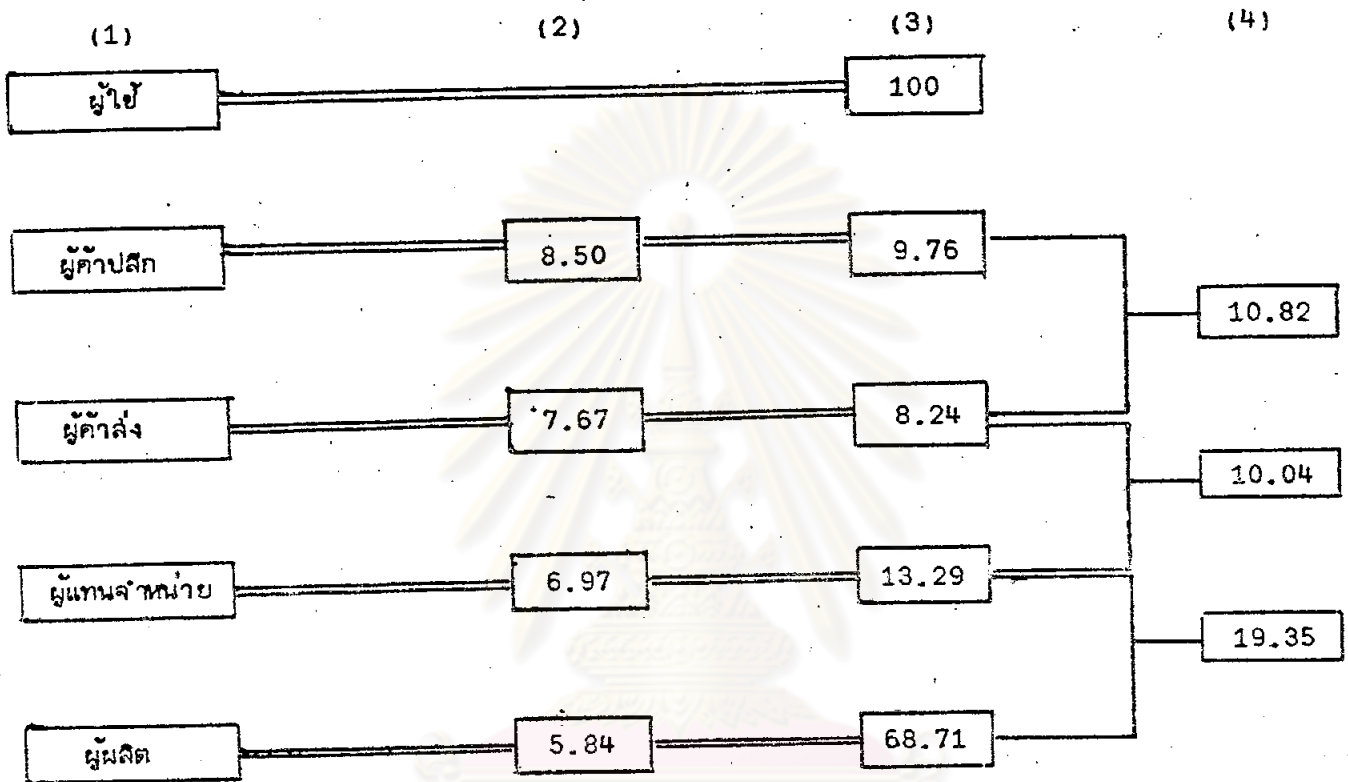 (1) (2) (3) (4)
ผู้ใช้ 100
ผู้ค้าปลีก 8.50 9.76
10.82
ผู้ค้าส่ง 7.67 8.24
10.04
ผู้แทนจำหน่าย 6.97 13.29
19.35
ผู้ผลิต 5.84 68.71